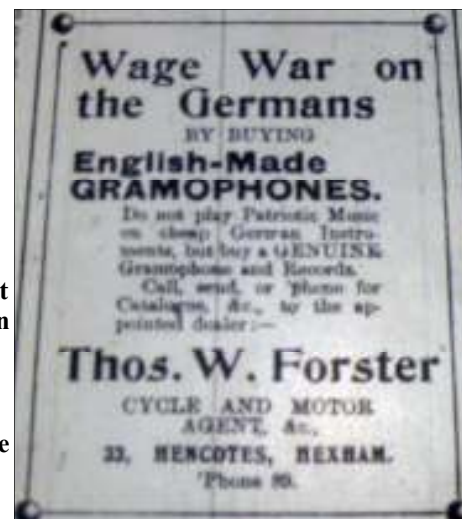 Wage War on
the Germans
BY BUYING
English-Made
GRAMOPHONES.
Do not play Patriotic Music
on cheap German Instru-
ments, but buy a GENUINE
Gramophone and Records.
Call, send, or 'phone for
Catalogue, &c., to the ap-
pointed dealer:—
Thos. W. Forster
CYCLE AND MOTOR
AGENT, &c.,
33, HENCOTES, HEXHAM.
'Phone